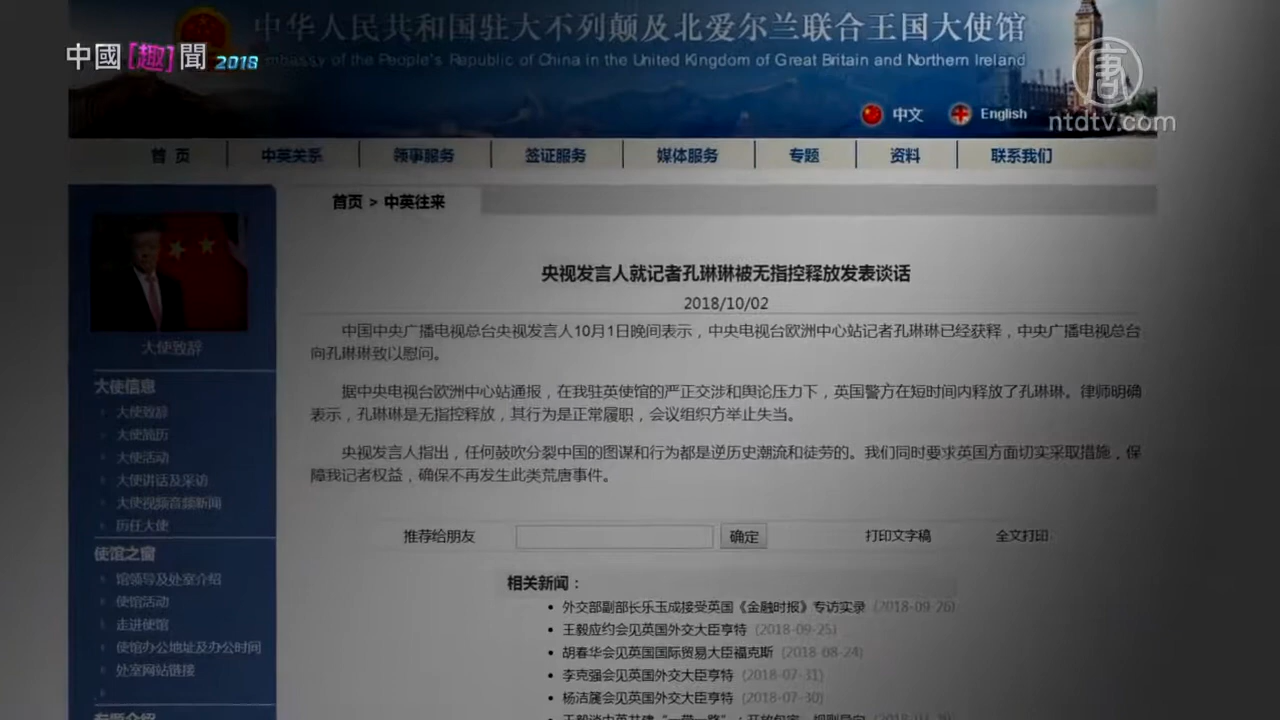 中华人民共和国驻大不列颠及北爱尔兰联合王国大使馆
中國[趣]聞 2018
Embassy of the People's Republic of China in the United Kingdom of Great Britain and Northern Ireland
唐
中文 English
ntdtv.com
首 页 中英关系 领事服务 签证服务 媒体服务 专题 资料 联系我们
首页 > 中英往来
央视发言人就记者孔琳琳被无指控释放发表谈话
2018/10/02
中国中央广播电视总台央视发言人10月1日晚间表示，中央电视台欧洲中心站记者孔琳琳已经获释，中央广播电视总台
向孔琳琳致以慰问。
据中央电视台欧洲中心站通报，在我驻英使馆的严正交涉和舆论压力下，英国警方在短时间内释放了孔琳琳。律师明确
表示，孔琳琳是无指控释放，其行为是正常履职，会议组织方举止失当。
央视发言人指出，任何鼓吹分裂中国的图谋和行为都是逆历史潮流和徒劳的。我们同时要求英国方面切实采取措施，保
障我记者权益，确保不再发生此类荒唐事件。
推荐给朋友 确定 打印文字稿 全文打印
相关新闻：
• 外交部副部长乐玉成接受英国《金融时报》专访实录 (2018-09-26)
• 王毅应约会见英国外交大臣亨特 (2018-09-25)
• 胡春华会见英国国际贸易大臣福克斯 (2018-08-24)
• 李克强会见英国外交大臣亨特 (2018-07-31)
• 杨洁篪会见英国外交大臣亨特 (2018-07-30)
大使致辞
大使信息
大使致辞
大使简历
大使活动
大使讲话及采访
大使视频音频新闻
历任大使
使馆之窗
馆领导及处室介绍
使馆活动
走进使馆
使馆办公地址及办公时间
处室网站链接